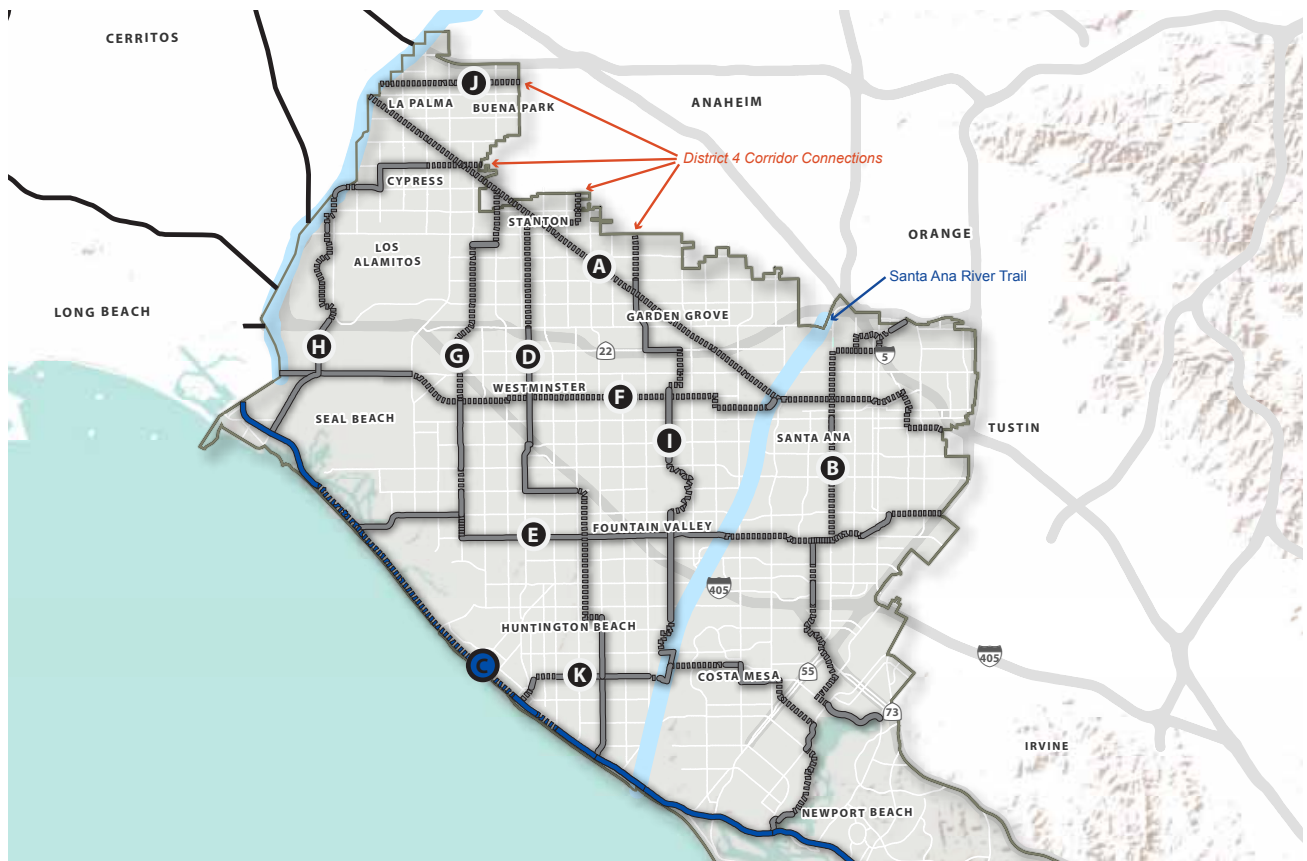 CERRITOS
J
LA PALMA
BUENA PARK
ANAHEIM
District 4 Corridor Connections
CYPRESS
STANTON
LOS
ALAMITOS
ORANGE
A
Santa Ana River Trail
LONG BEACH
GARDEN GROVE
H
G
D
22
5
WESTMINSTER
F
SEAL BEACH
I
SANTA ANA
TUSTIN
B
E
FOUNTAIN VALLEY
405
HUNTINGTON BEACH
405
C
K
COSTA MESA
55
73
IRVINE
NEWPORT BEACH